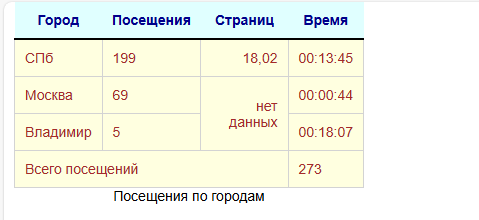 Город Посещения Страниц Время
СПб 199 18,02 00:13:45
Москва 69 нет данных 00:00:44
Владимир 5 00:18:07
Всего посещений 273
Посещения по городам